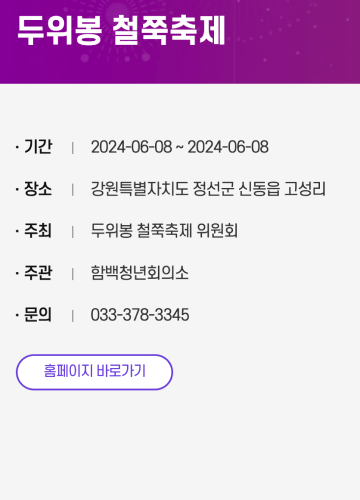 두위봉 철쭉축제
· 기간 | 2024-06-08 ~ 2024-06-08
· 장소 | 강원특별자치도 정선군 신동읍 고성리
· 주최 | 두위봉 철쭉축제 위원회
· 주관 | 함백청년회의소
· 문의 | 033-378-3345
홈페이지 바로가기